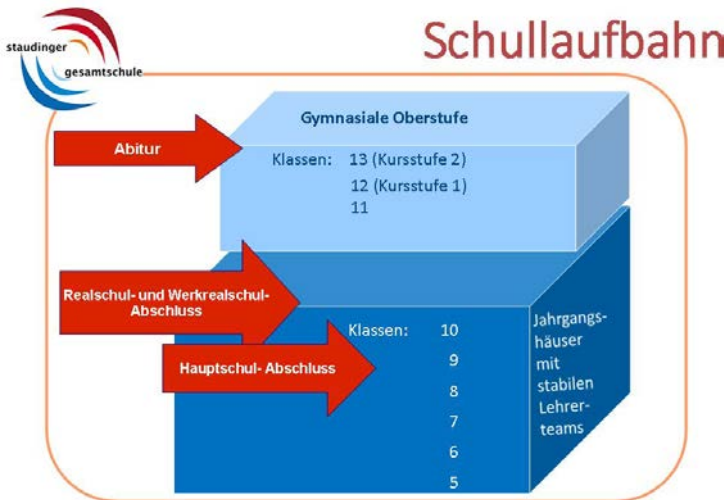 staudinger
gesamtschule
Schullaufbahn
Gymnasiale Oberstufe
Abitur
Klassen: 13 (Kursstufe 2)
12 (Kursstufe 1)
11
Realschul- und Werkrealschul-
Abschluss
Klassen: 10
Hauptschul- Abschluss
9
8
7
6
5
Jahrgangs-
häuser
mit
stabilen
Lehrer-
teams